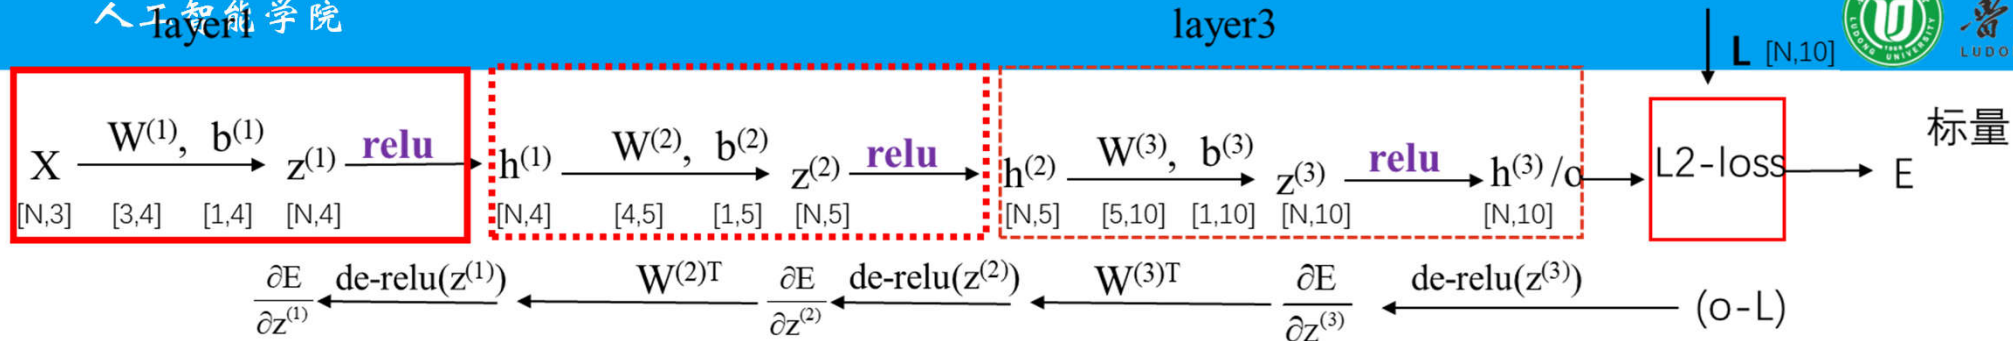 人工智能学院
layer1 layer3
L [N,10]
LUDONG UNIVERSITY
LUDO
X W(1), b(1) z(1) relu h(1) W(2), b(2) z(2) relu h(2) W(3), b(3) z(3) relu h(3) /o L2-loss E 标量
[N,3] [3,4] [1,4] [N,4] [N,4] [4,5] [1,5] [N,5] [N,5] [5,10] [1,10] [N,10] [N,10]
∂E/∂z(1) de-relu(z(1)) W(2)T ∂E/∂z(2) de-relu(z(2)) W(3)T ∂E/∂z(3) de-relu(z(3)) (o-L)